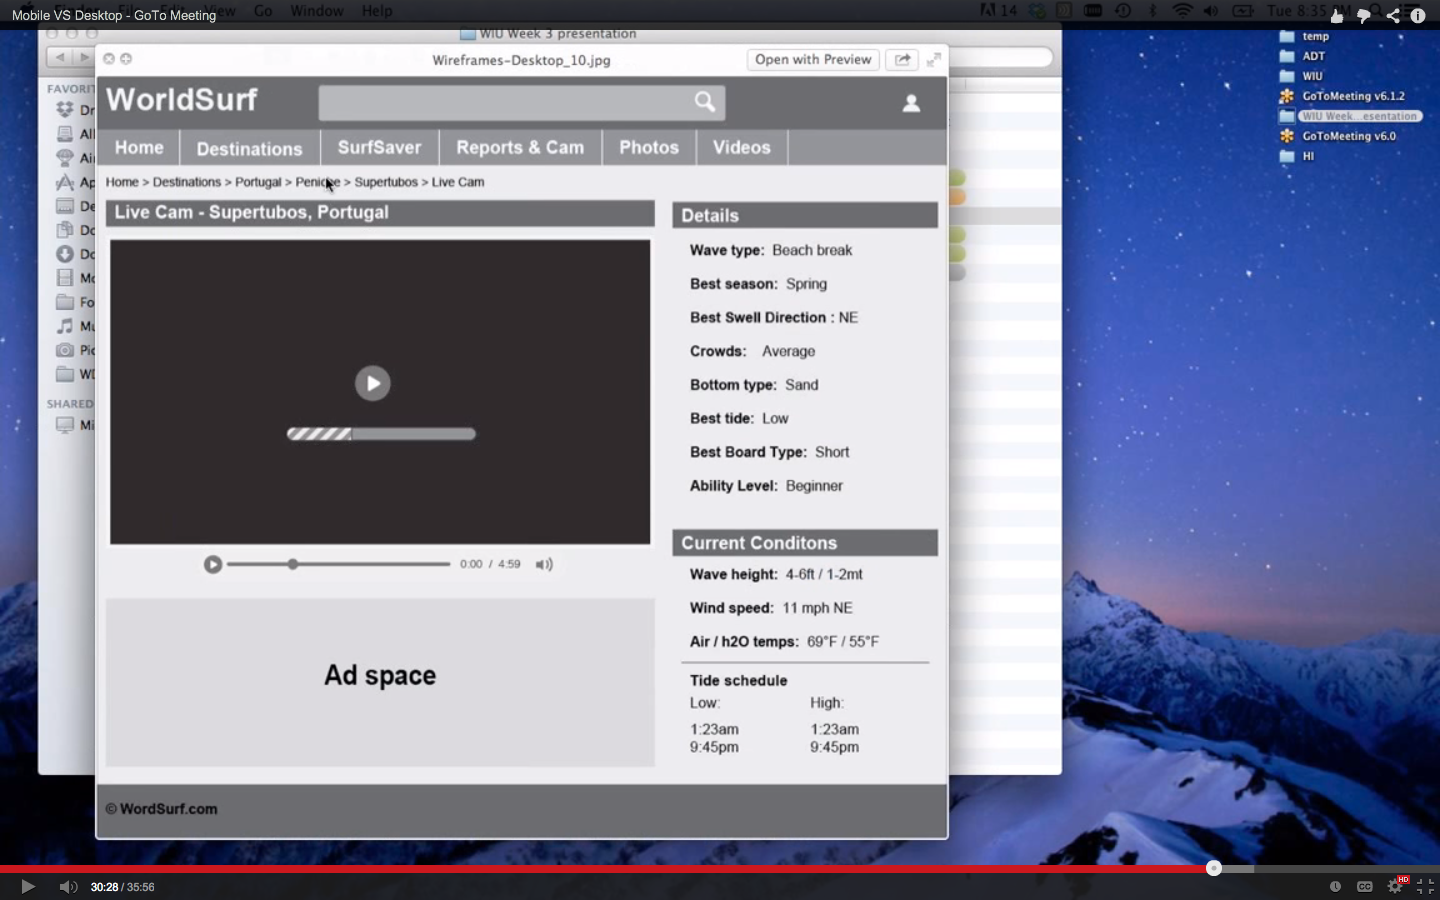 Mobile VS Desktop - GoTo Meeting
Go Window Help
14
Tue 8:35
WIU Week 3 presentation
Wireframes-Desktop_10.jpg
Open with Preview
temp
ADT
WIU
GoToMeeting v6.1.2
WIU Week...esentation
GoToMeeting v6.0
HI
FAVORIT
Dr
All
Ai
Ap
De
Do
Do
Mo
Fo
Mu
Pic
WD
SHARED
Mi
WorldSurf
Home
Destinations
SurfSaver
Reports & Cam
Photos
Videos
Home > Destinations > Portugal > Peniche > Supertubos > Live Cam
Live Cam - Supertubos, Portugal
0:00 / 4:59
Ad space
Details
Wave type: Beach break
Best season: Spring
Best Swell Direction : NE
Crowds: Average
Bottom type: Sand
Best tide: Low
Best Board Type: Short
Ability Level: Beginner
Current Conditons
Wave height: 4-6ft / 1-2mt
Wind speed: 11 mph NE
Air / h2O temps: 69°F / 55°F
Tide schedule
Low: High:
1:23am 1:23am
9:45pm 9:45pm
© WordSurf.com
30:28 / 35:56
CC
HD